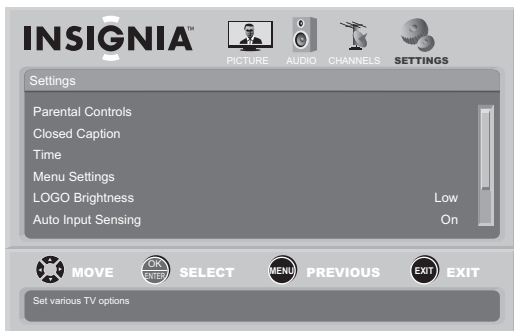 INSIGNIA™
PICTURE AUDIO CHANNELS SETTINGS
Settings
Parental Controls
Closed Caption
Time
Menu Settings
LOGO Brightness Low
Auto Input Sensing On
MOVE OK ENTER SELECT MENU PREVIOUS EXIT EXIT
Set various TV options